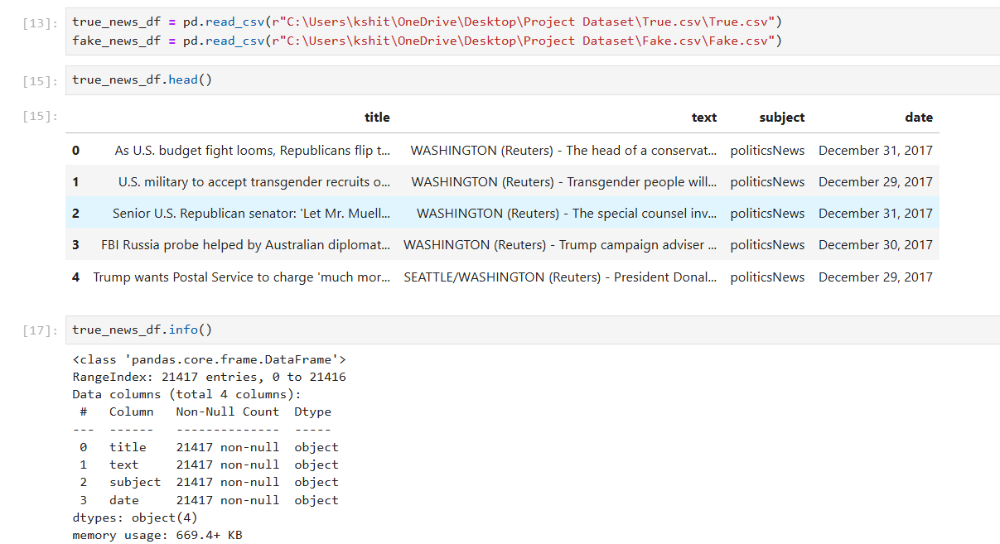 [13]: true_news_df = pd.read_csv(r"C:\Users\kshit\OneDrive\Desktop\Project Dataset\True.csv\True.csv")
fake_news_df = pd.read_csv(r"C:\Users\kshit\OneDrive\Desktop\Project Dataset\Fake.csv\Fake.csv")
[15]: true_news_df.head()
[15]: title text subject date
0 As U.S. budget fight looms, Republicans flip t... WASHINGTON (Reuters) - The head of a conservat... politicsNews December 31, 2017
1 U.S. military to accept transgender recruits o... WASHINGTON (Reuters) - Transgender people will... politicsNews December 29, 2017
2 Senior U.S. Republican senator: 'Let Mr. Muell... WASHINGTON (Reuters) - The special counsel inv... politicsNews December 31, 2017
3 FBI Russia probe helped by Australian diplomat... WASHINGTON (Reuters) - Trump campaign adviser ... politicsNews December 30, 2017
4 Trump wants Postal Service to charge 'much mor... SEATTLE/WASHINGTON (Reuters) - President Donal... politicsNews December 29, 2017
[17]: true_news_df.info()
<class 'pandas.core.frame.DataFrame'>
RangeIndex: 21417 entries, 0 to 21416
Data columns (total 4 columns):
 #   Column   Non-Null Count  Dtype
---  ------   --------------  -----
 0   title    21417 non-null  object
 1   text     21417 non-null  object
 2   subject  21417 non-null  object
 3   date     21417 non-null  object
dtypes: object(4)
memory usage: 669.4+ KB